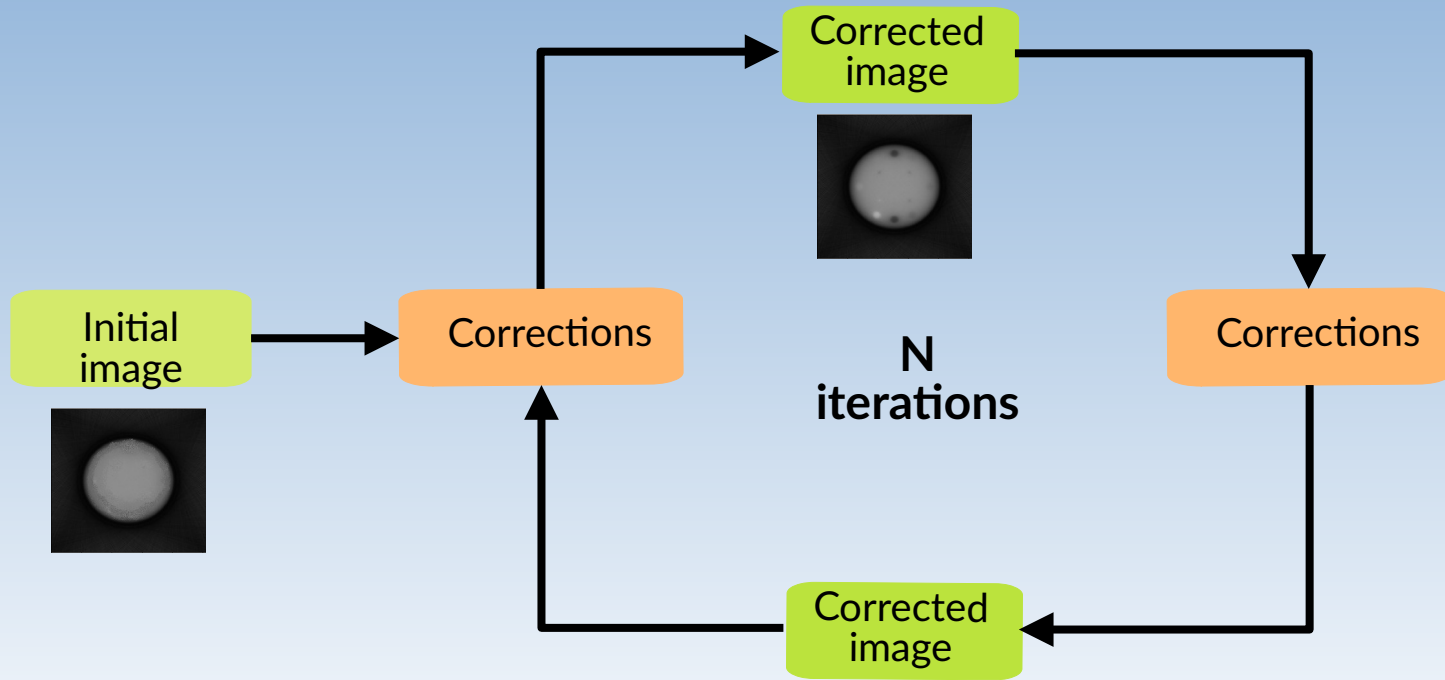 Corrected
image
Initial
image
Corrections
N
iterations
Corrections
Corrected
image